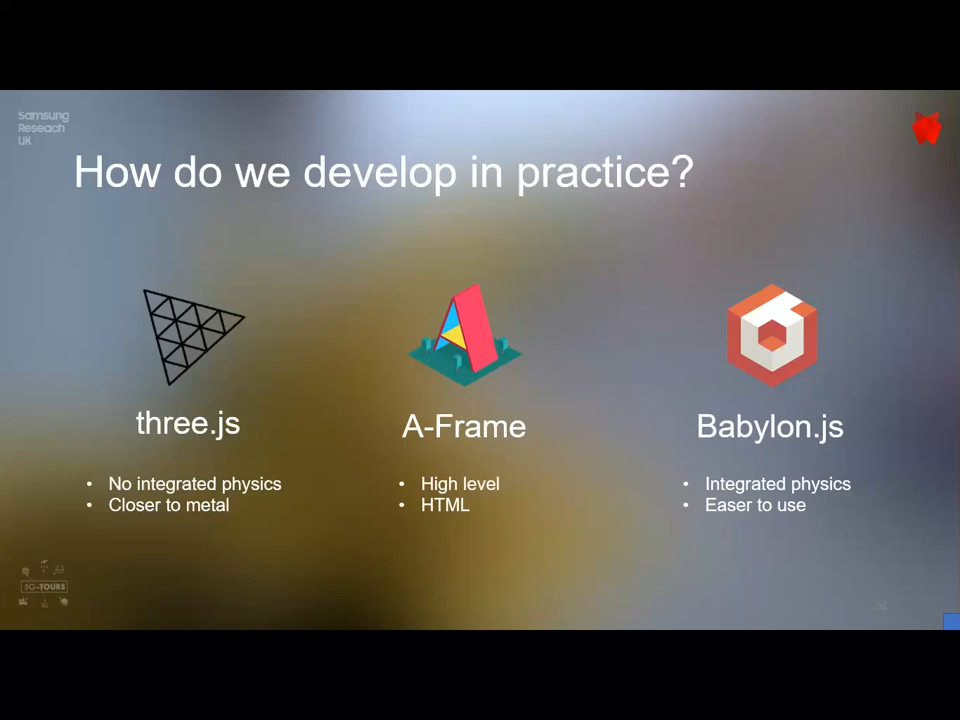 Samsung
Reseach
UK
How do we develop in practice?
three.js
A-Frame
Babylon.js
• No integrated physics
• Closer to metal
• High level
• HTML
• Integrated physics
• Easer to use
5G-TOURS
26